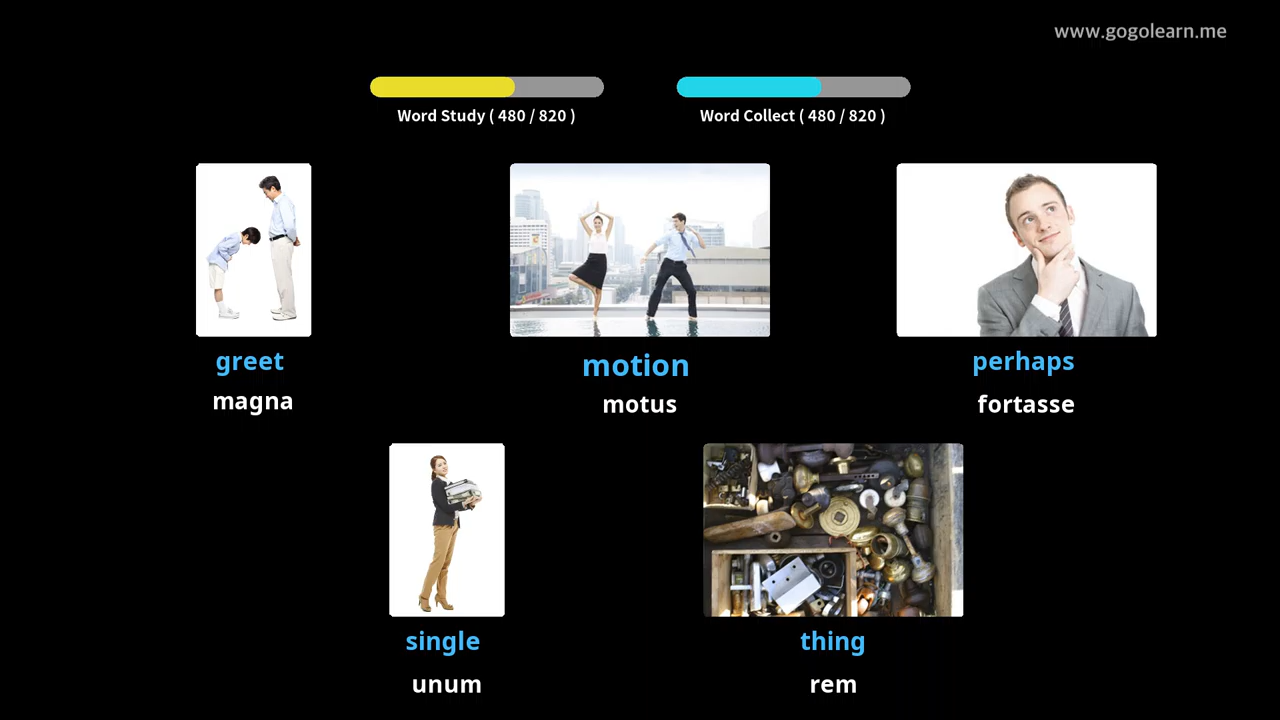 www.gogolearn.me
Word Study ( 480 / 820 )
Word Collect ( 480 / 820 )
greet
magna
motion
motus
perhaps
fortasse
single
unum
thing
rem